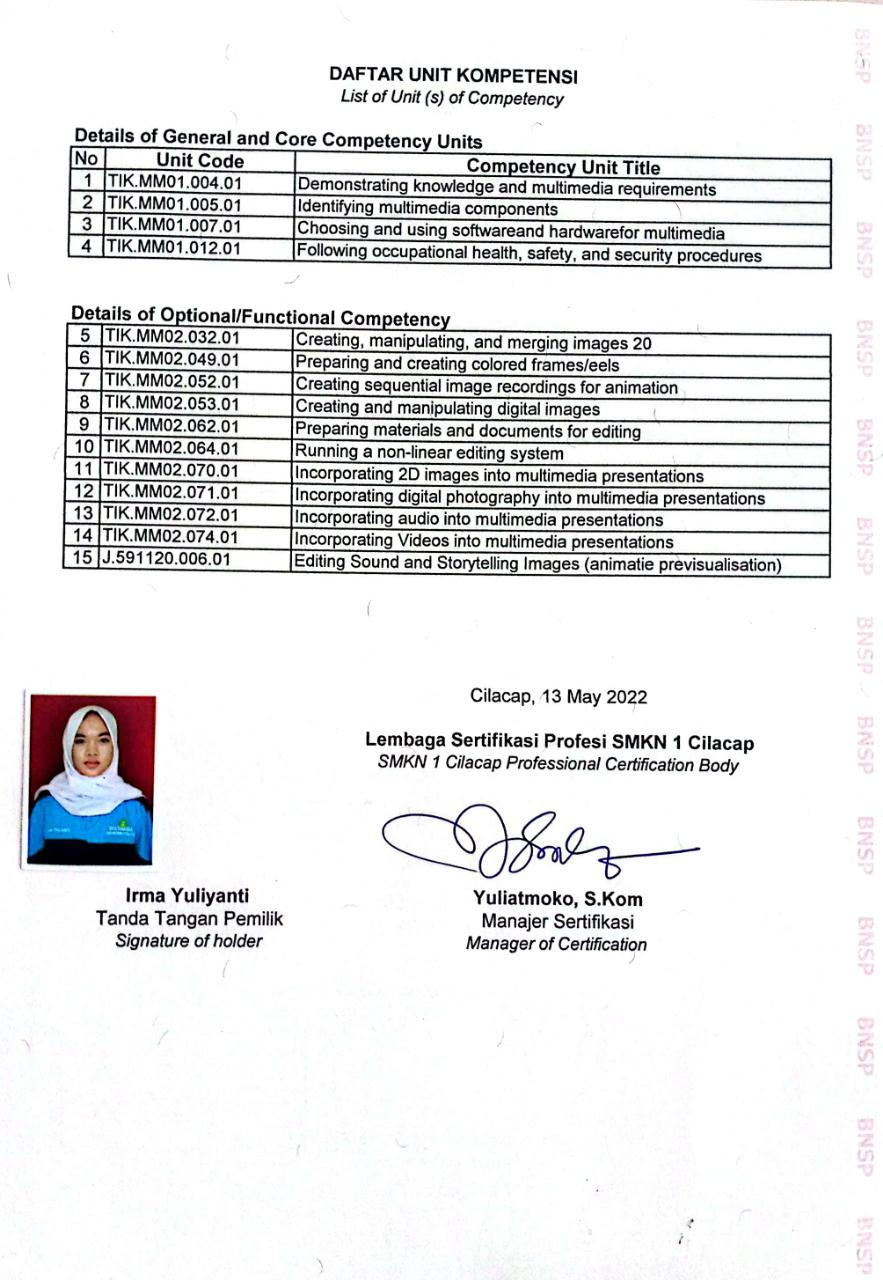 DAFTAR UNIT KOMPETENSI
List of Unit (s) of Competency
Details of General and Core Competency Units
No Unit Code Competency Unit Title
1 TIK.MM01.004.01 Demonstrating knowledge and multimedia requirements
2 TIK.MM01.005.01 Identifying multimedia components
3 TIK.MM01.007.01 Choosing and using softwareand hardwarefor multimedia
4 TIK.MM01.012.01 Following occupational health, safety, and security procedures
Details of Optional/Functional Competency
5 TIK.MM02.032.01 Creating, manipulating, and merging images 20
6 TIK.MM02.049.01 Preparing and creating colored frames/eels
7 TIK.MM02.052.01 Creating sequential image recordings for animation
8 TIK.MM02.053.01 Creating and manipulating digital images
9 TIK.MM02.062.01 Preparing materials and documents for editing
10 TIK.MM02.064.01 Running a non-linear editing system
11 TIK.MM02.070.01 Incorporating 2D images into multimedia presentations
12 TIK.MM02.071.01 Incorporating digital photography into multimedia presentations
13 TIK.MM02.072.01 Incorporating audio into multimedia presentations
14 TIK.MM02.074.01 Incorporating Videos into multimedia presentations
15 J.591120.006.01 Editing Sound and Storytelling Images (animatie previsualisation)
Cilacap, 13 May 2022
Lembaga Sertifikasi Profesi SMKN 1 Cilacap
SMKN 1 Cilacap Professional Certification Body
Irma Yuliyanti
Tanda Tangan Pemilik
Signature of holder
Yuliatmoko, S.Kom
Manajer Sertifikasi
Manager of Certification
BNSP
BNSP
BNSP
BNSP
BNSP
BNSP
BNSP
BNSP
BNSP
BNSP
BNSP
BNSP
BNSP